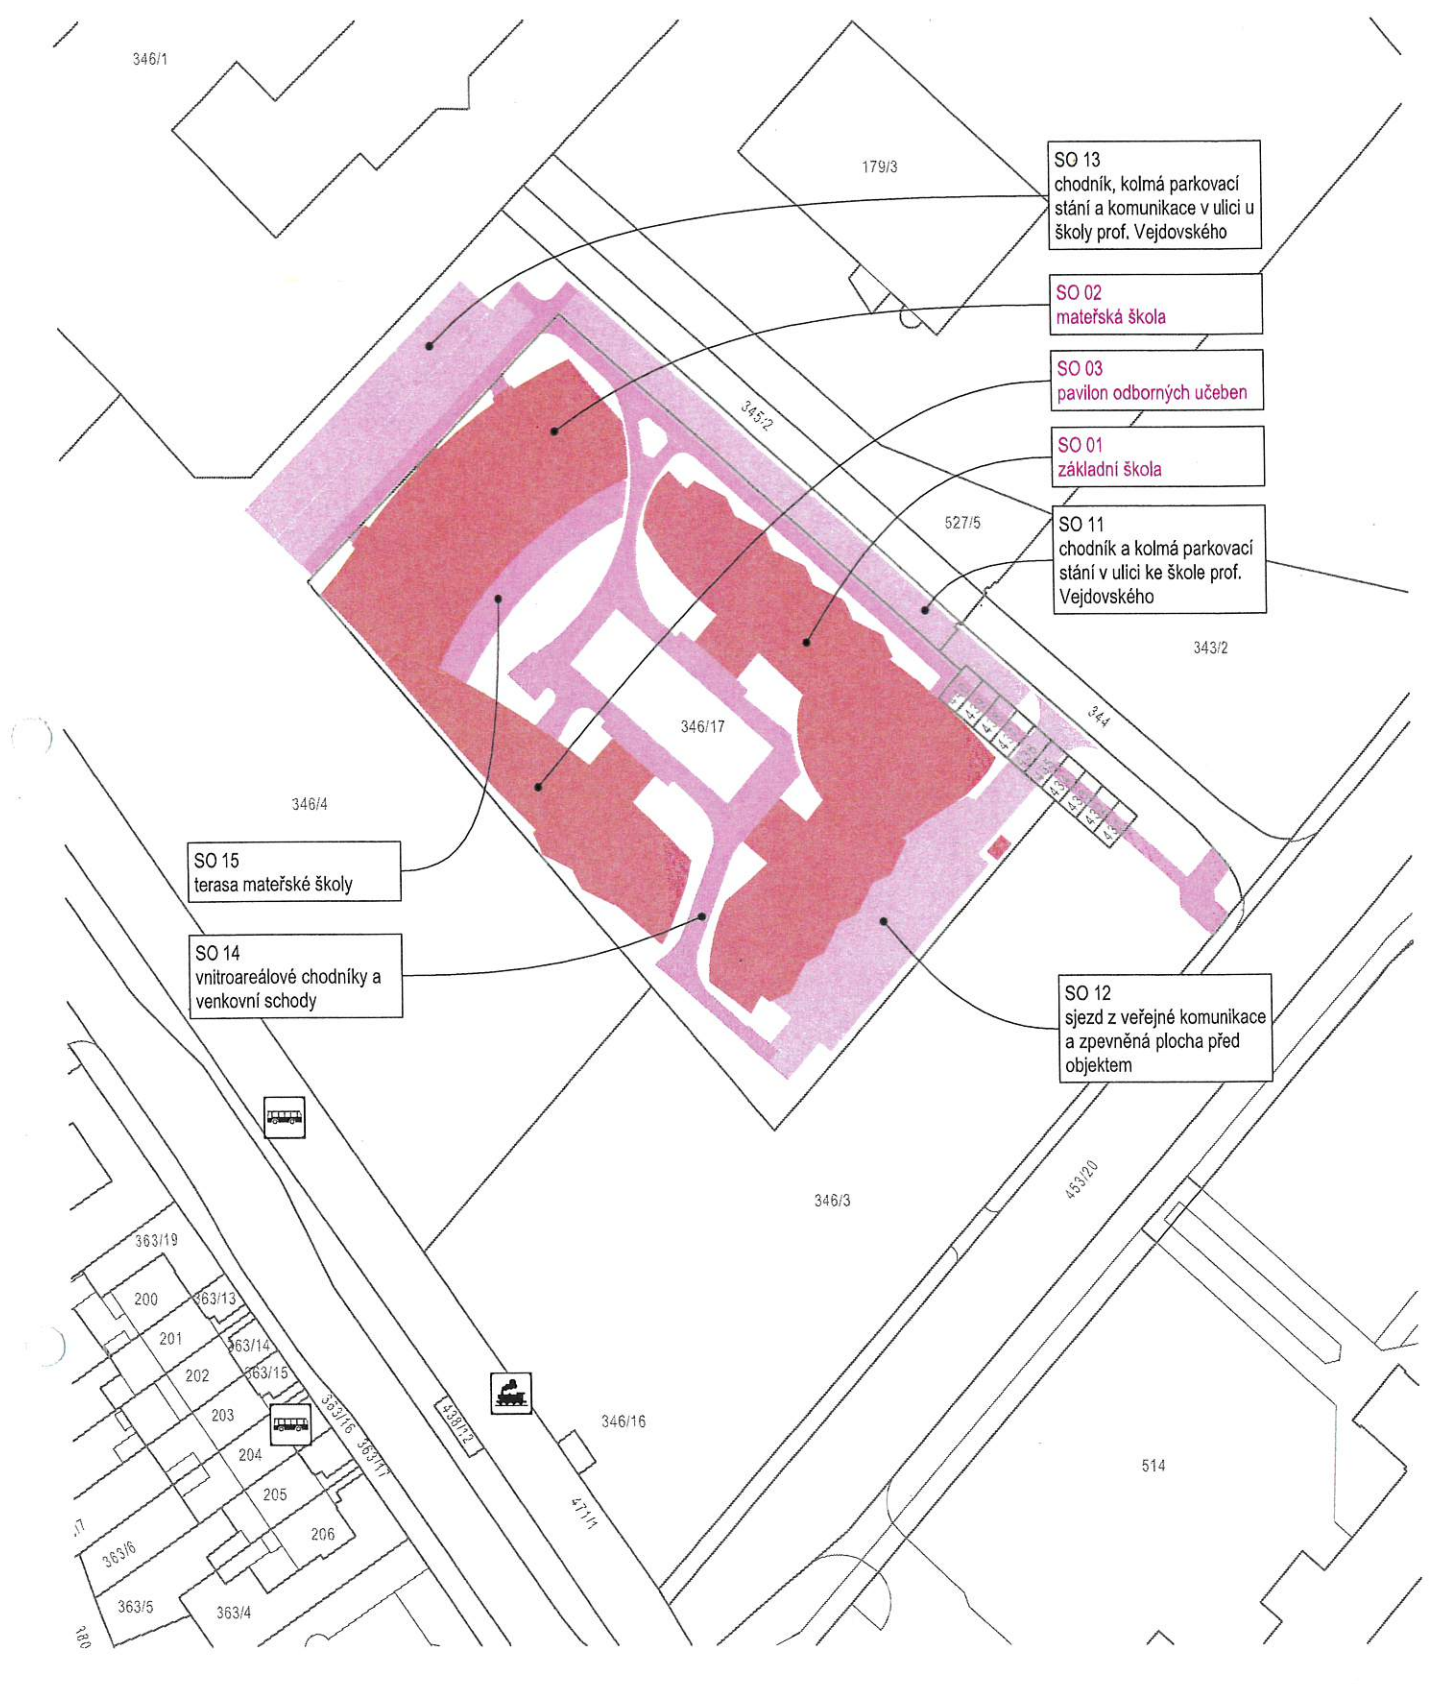 346/1
179/3
SO 13
chodník, kolmá parkovací
stání a komunikace v ulici u
školy prof. Vejdovského
SO 02
mateřská škola
SO 03
pavilon odborných učeben
345/2
SO 01
základní škola
527/5
SO 11
chodník a kolmá parkovací
stání v ulici ke škole prof.
Vejdovského
343/2
344
346/17
346/4
SO 15
terasa mateřské školy
SO 14
vnitroareálové chodníky a
venkovní schody
SO 12
sjezd z veřejné komunikace
a zpevněná plocha před
objektem
453/20
346/3
363/19
200
363/13
201
363/14
202
363/15
203
363/16
204
363/17
438/12
346/16
205
471/1
514
206
363/6
363/5
363/4